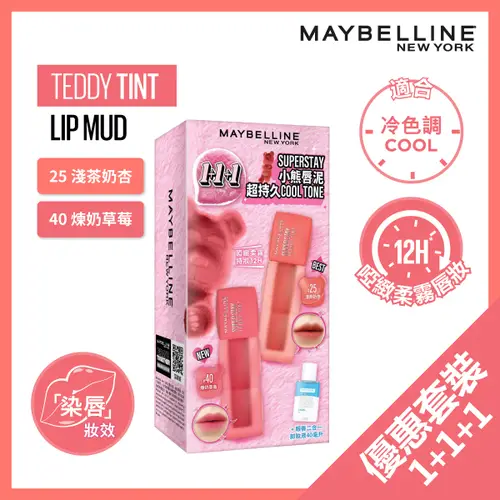 MAYBELLINE
NEW YORK
TEDDY TINT
LIP MUD
25 淺茶奶杏
40 煉奶草莓
適合
冷色調
COOL
12H
啞緻柔霧唇妝
「染唇」
妝效
優惠套裝
1+1+1
MAYBELLINE
NEW YORK
1+1+1
SUPERSTAY
小熊唇泥
超持久COOL TONE
BEST
25
NEW
40
MAYBELLINE